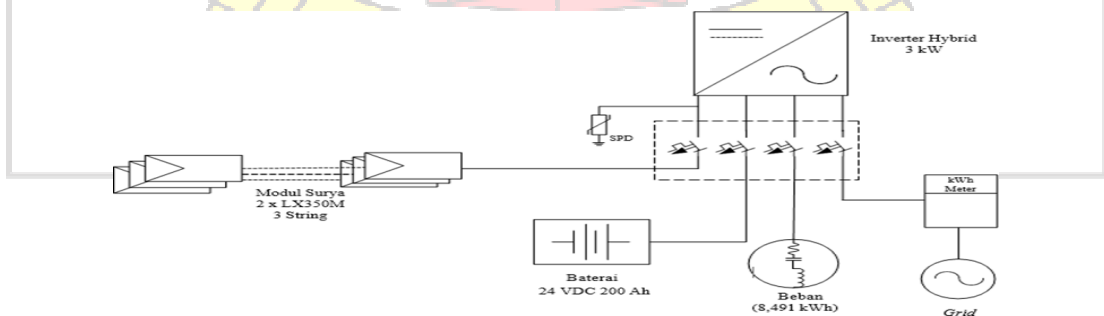 Inverter Hybrid
3 kW
SPD
Modul Surya
2 x LX350M
3 String
kWh
Meter
Baterai
24 VDC 200 Ah
Beban
(8,491 kWh)
Grid